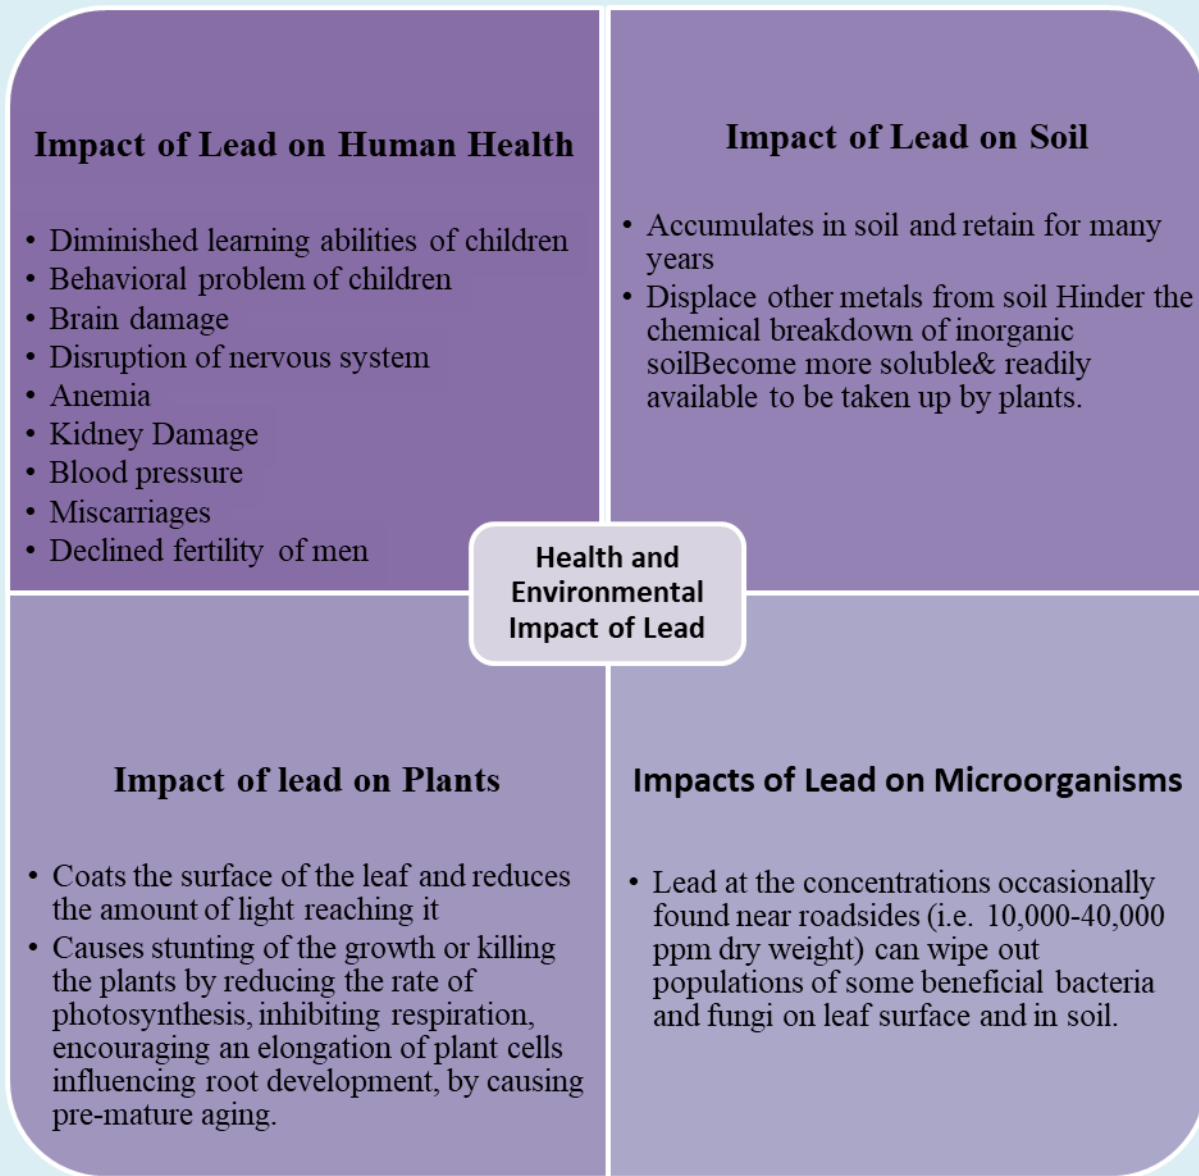 Impact of Lead on Human Health
• Diminished learning abilities of children
• Behavioral problem of children
• Brain damage
• Disruption of nervous system
• Anemia
• Kidney Damage
• Blood pressure
• Miscarriages
• Declined fertility of men
Impact of Lead on Soil
• Accumulates in soil and retain for many
years
• Displace other metals from soil Hinder the
chemical breakdown of inorganic
soilBecome more soluble& readily
available to be taken up by plants.
Health and
Environmental
Impact of Lead
Impact of lead on Plants
• Coats the surface of the leaf and reduces
the amount of light reaching it
• Causes stunting of the growth or killing
the plants by reducing the rate of
photosynthesis, inhibiting respiration,
encouraging an elongation of plant cells
influencing root development, by causing
pre-mature aging.
Impacts of Lead on Microorganisms
• Lead at the concentrations occasionally
found near roadsides (i.e. 10,000-40,000
ppm dry weight) can wipe out
populations of some beneficial bacteria
and fungi on leaf surface and in soil.